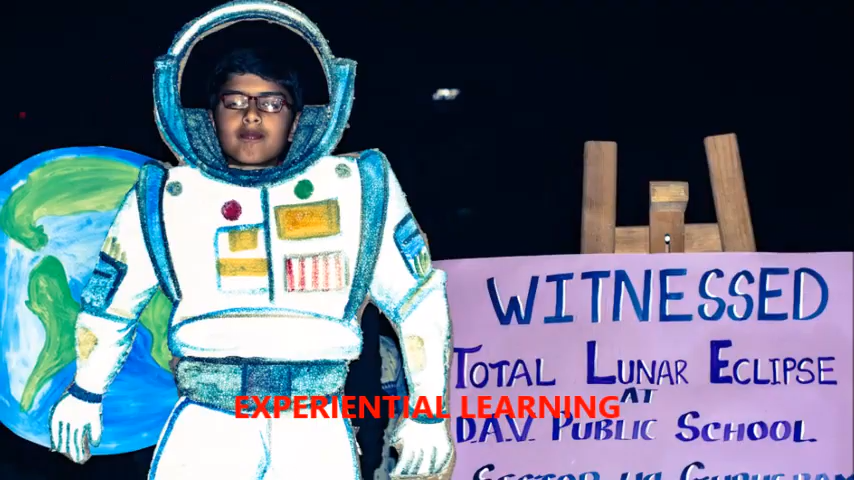 WITNESSED
TOTAL LUNAR ECLIPSE
AT
D.A.V. PUBLIC SCHOOL
EXPERIENTIAL LEARNING